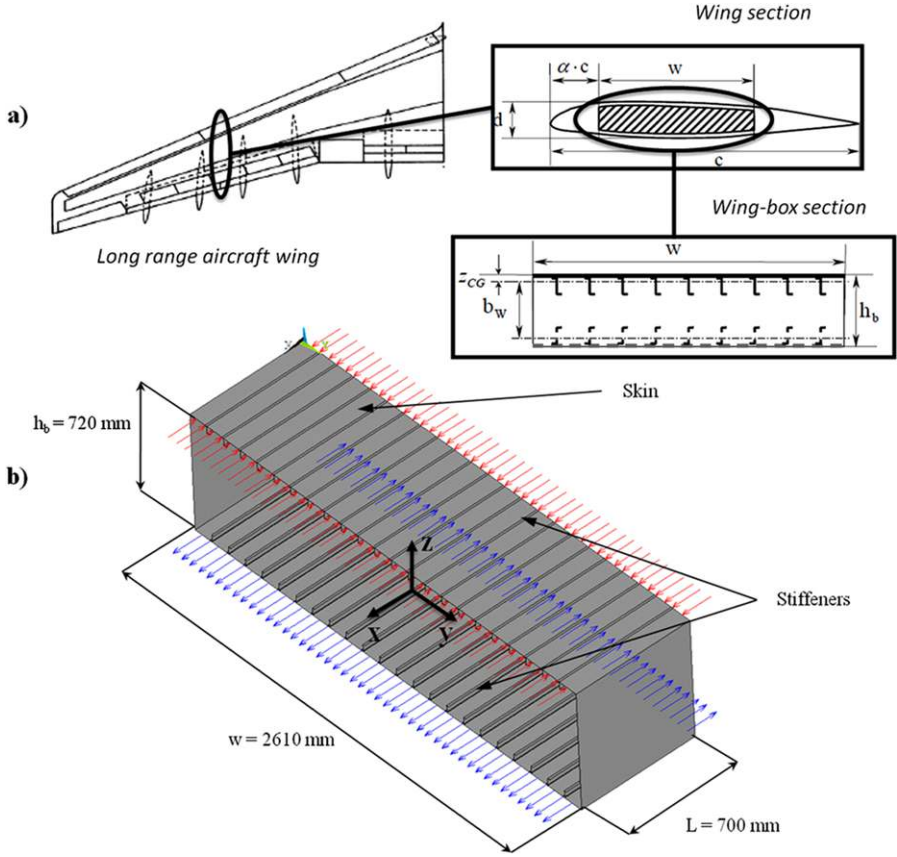 Wing section
a)
α · c
w
d
c
Long range aircraft wing
Wing-box section
w
z_CG
b_w
h_b
x
Y
Skin
h_b = 720 mm
b)
Z
X
y
Stiffeners
w = 2610 mm
L = 700 mm